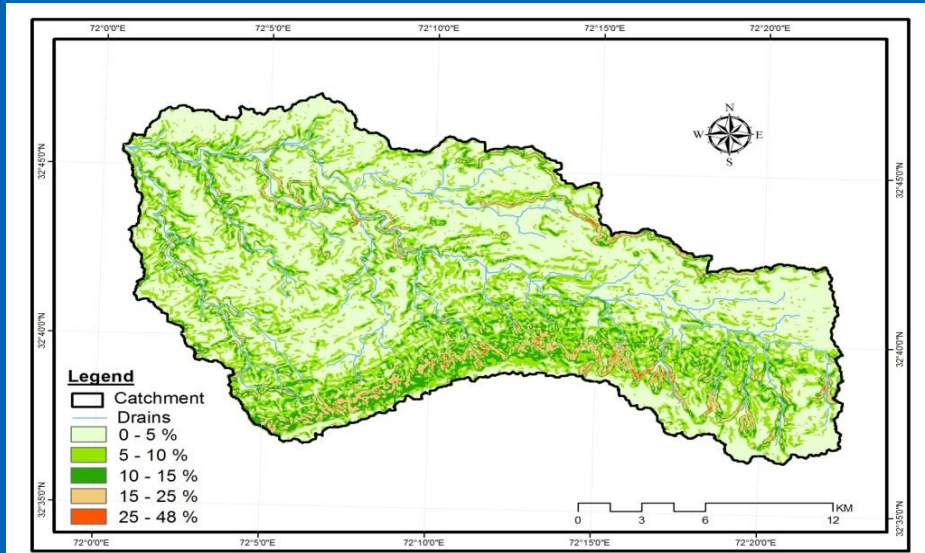 72°0'0"E 72°5'0"E 72°10'0"E 72°15'0"E 72°20'0"E
N
W E
S
32°45'0"N 32°45'0"N
32°40'0"N 32°40'0"N
Legend
Catchment
Drains
0 - 5 %
5 - 10 %
10 - 15 %
15 - 25 %
25 - 48 %
KM
0 3 6 12
32°35'0"N 32°35'0"N
72°0'0"E 72°5'0"E 72°10'0"E 72°15'0"E 72°20'0"E